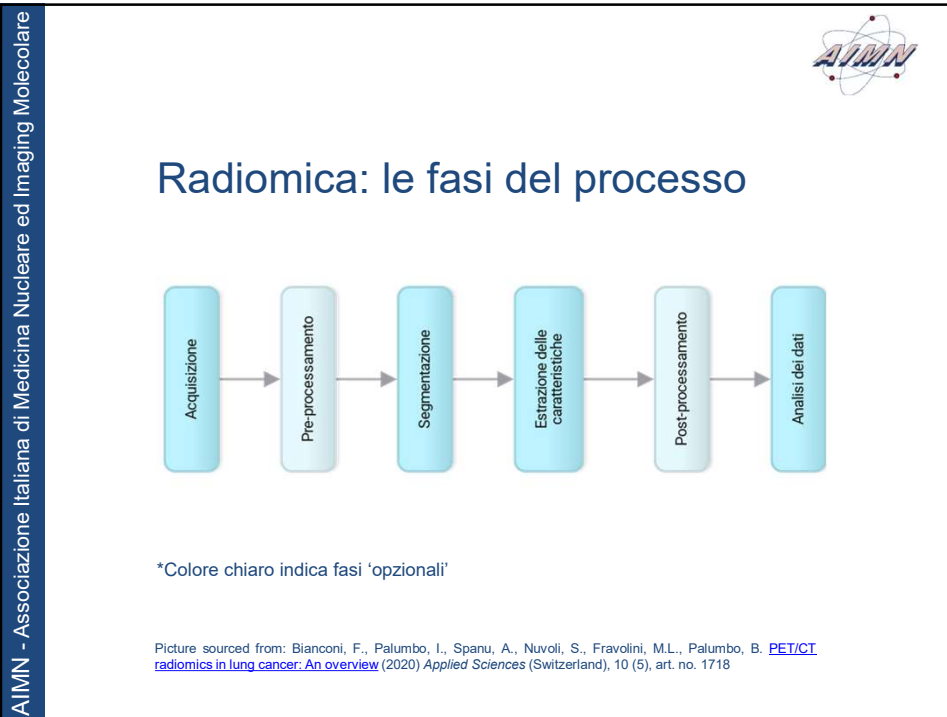 AIMN - Associazione Italiana di Medicina Nucleare ed Imaging Molecolare
AIMN
Radiomica: le fasi del processo
Acquisizione
Pre-processamento
Segmentazione
Estrazione delle
caratteristiche
Post-processamento
Analisi dei dati
*Colore chiaro indica fasi ‘opzionali’
Picture sourced from: Bianconi, F., Palumbo, I., Spanu, A., Nuvoli, S., Fravolini, M.L., Palumbo, B. PET/CT
radiomics in lung cancer: An overview (2020) Applied Sciences (Switzerland), 10 (5), art. no. 1718